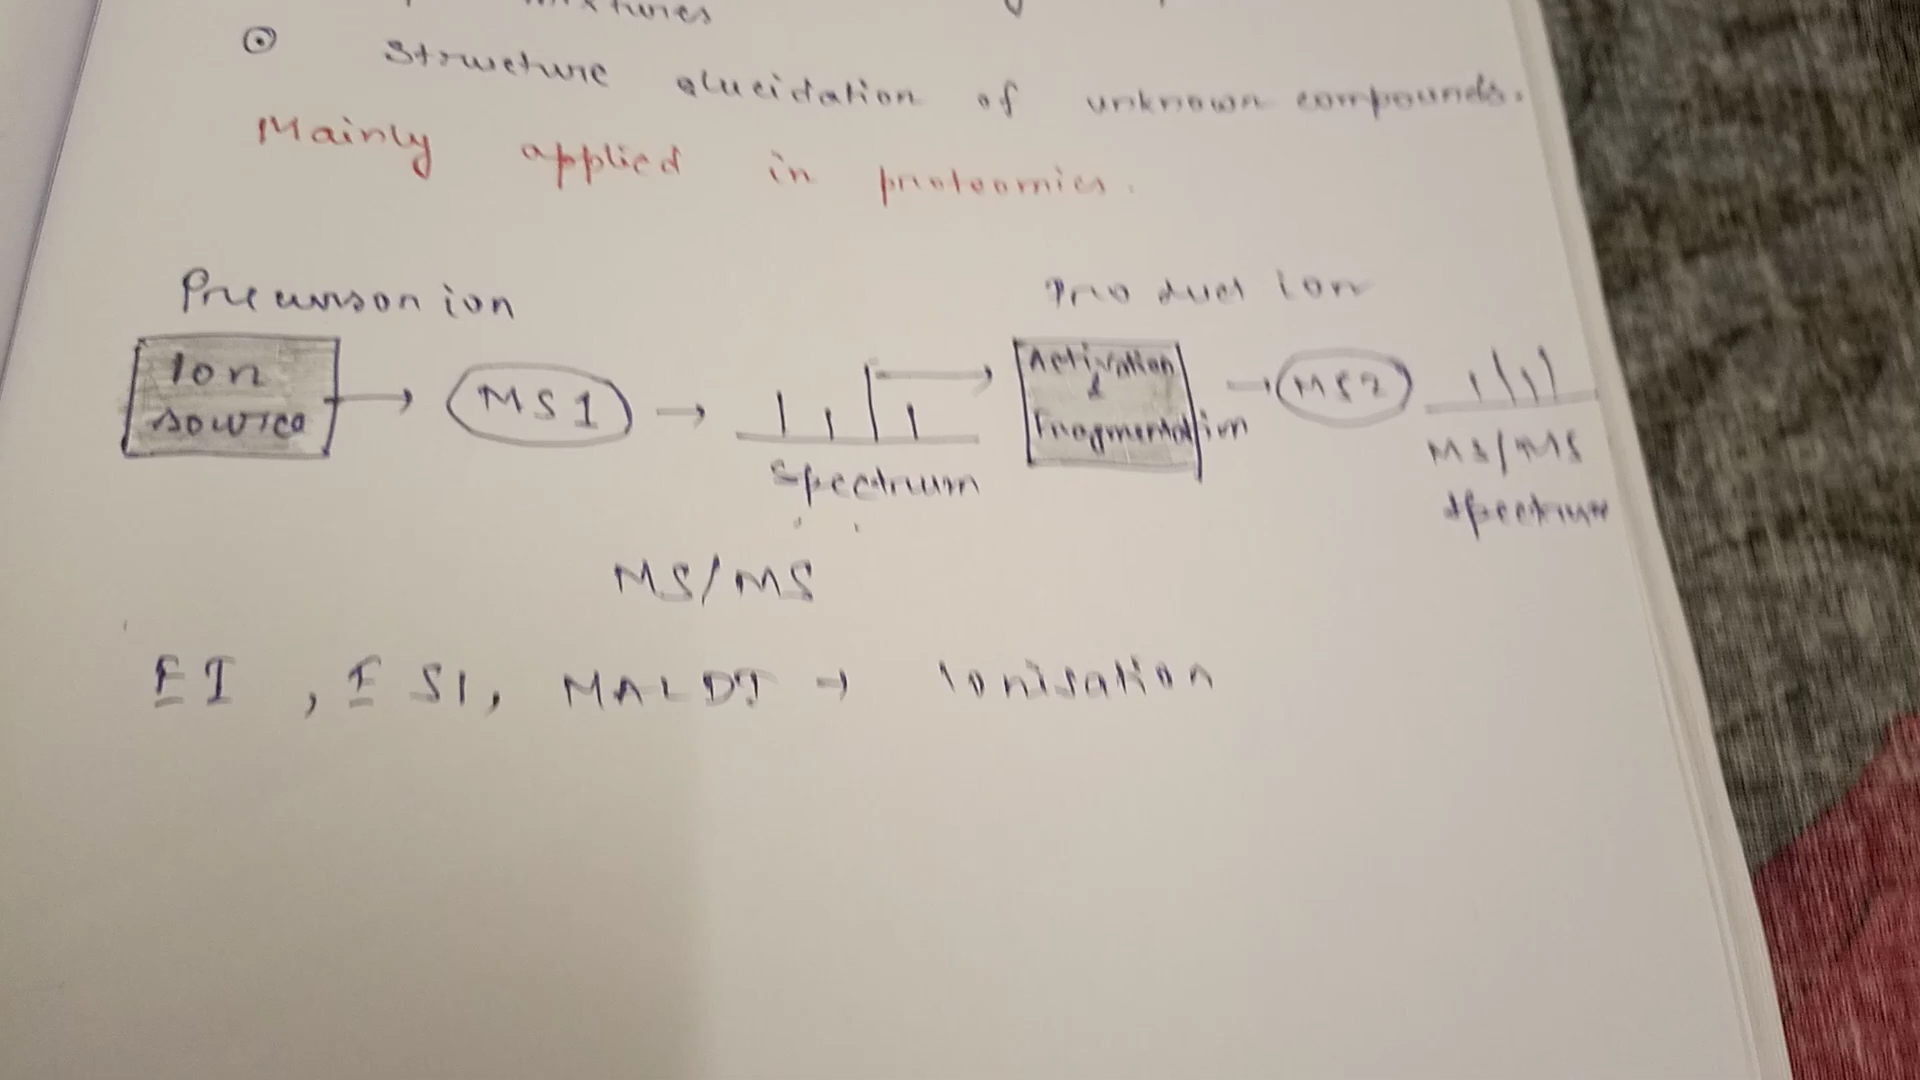 mixtures
⊙ Structure elucidation of unknown compounds.
Mainly applied in proteomics.
Precursor ion
Product ion
Ion source → MS1 → Spectrum → Activation & Fragmentation → MS2
MS/MS spectrum
MS/MS
EI, ESI, MALDI → Ionisation